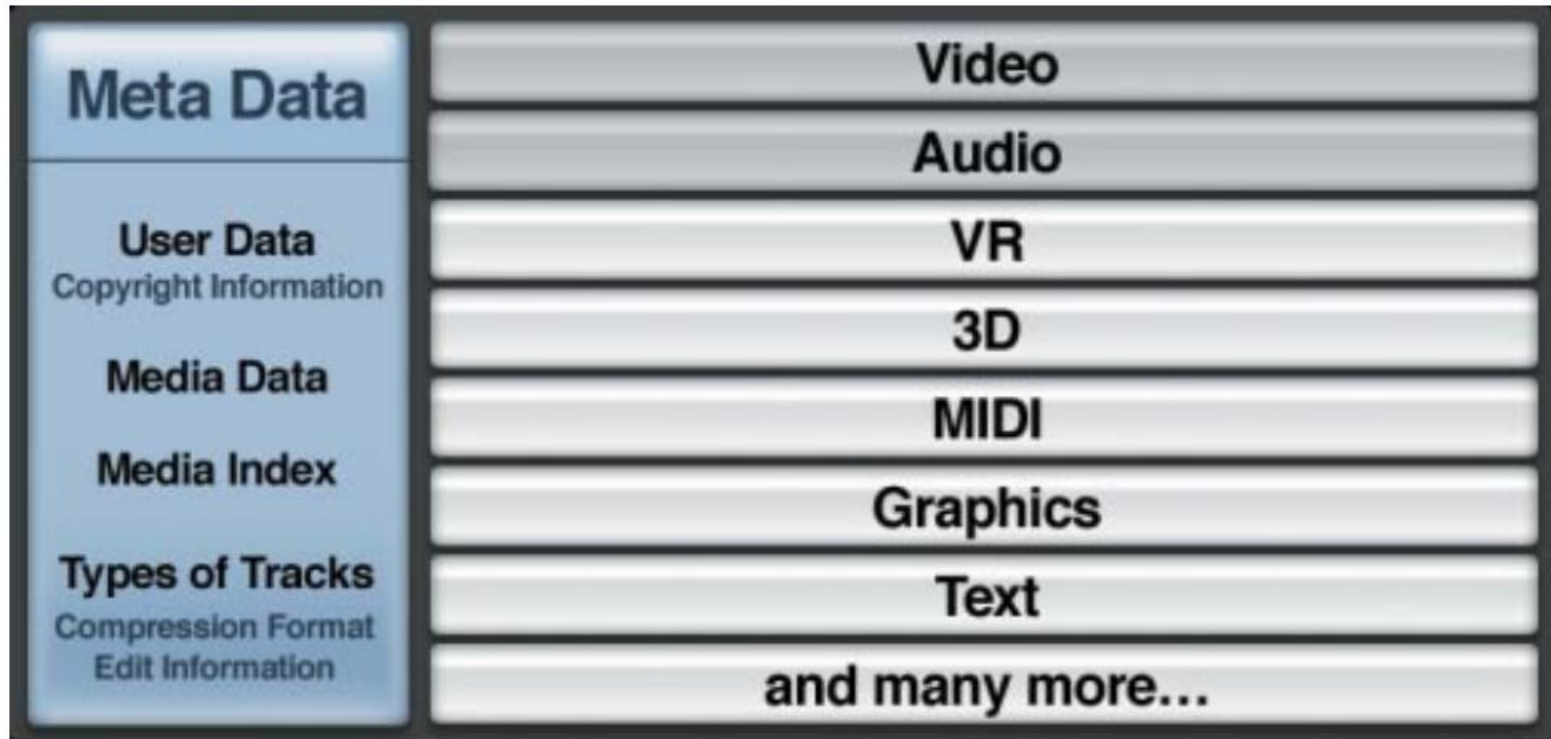 Meta Data
User Data
Copyright Information
Media Data
Media Index
Types of Tracks
Compression Format
Edit Information
Video
Audio
VR
3D
MIDI
Graphics
Text
and many more...